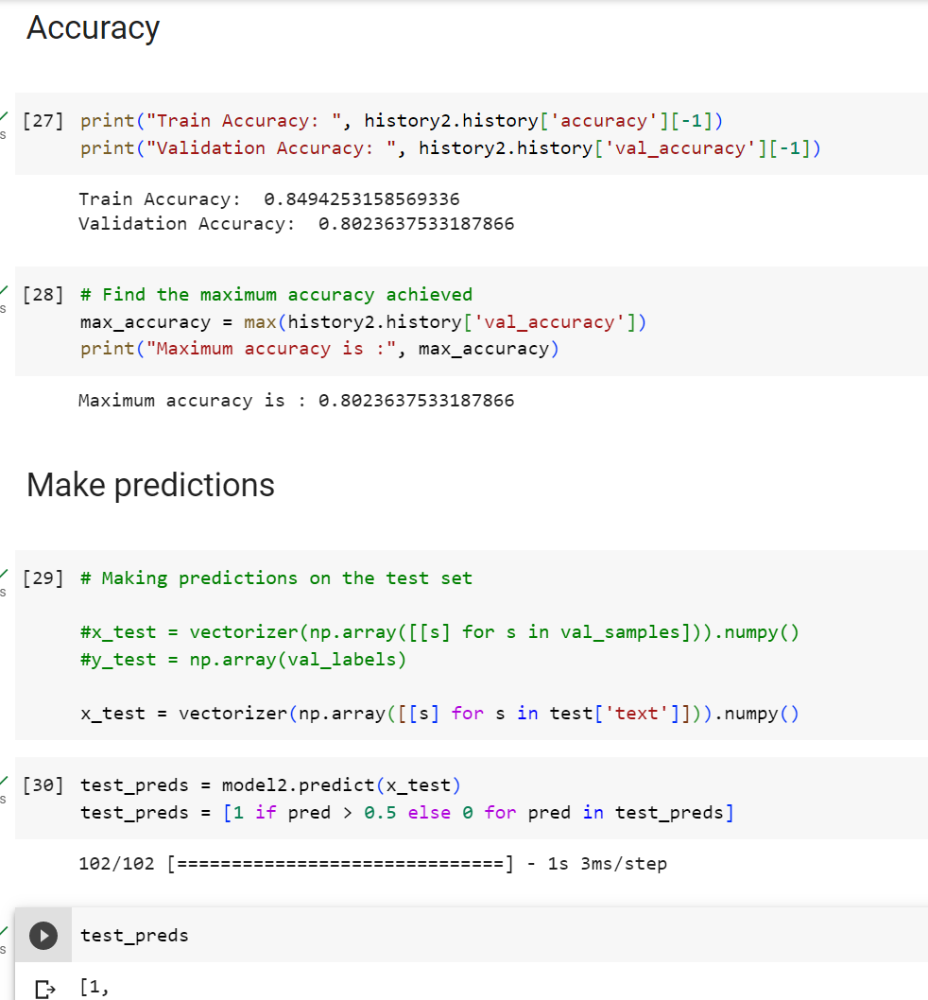 Accuracy
[27] print("Train Accuracy: ", history2.history['accuracy'][-1])
print("Validation Accuracy: ", history2.history['val_accuracy'][-1])
s
Train Accuracy:  0.8494253158569336
Validation Accuracy:  0.8023637533187866
[28] # Find the maximum accuracy achieved
s
max_accuracy = max(history2.history['val_accuracy'])
print("Maximum accuracy is :", max_accuracy)
Maximum accuracy is : 0.8023637533187866
Make predictions
[29] # Making predictions on the test set
s
#x_test = vectorizer(np.array([[s] for s in val_samples])).numpy()
#y_test = np.array(val_labels)
x_test = vectorizer(np.array([[s] for s in test['text']])).numpy()
[30] test_preds = model2.predict(x_test)
s
test_preds = [1 if pred > 0.5 else 0 for pred in test_preds]
102/102 [==============================] - 1s 3ms/step
test_preds
s
[1,